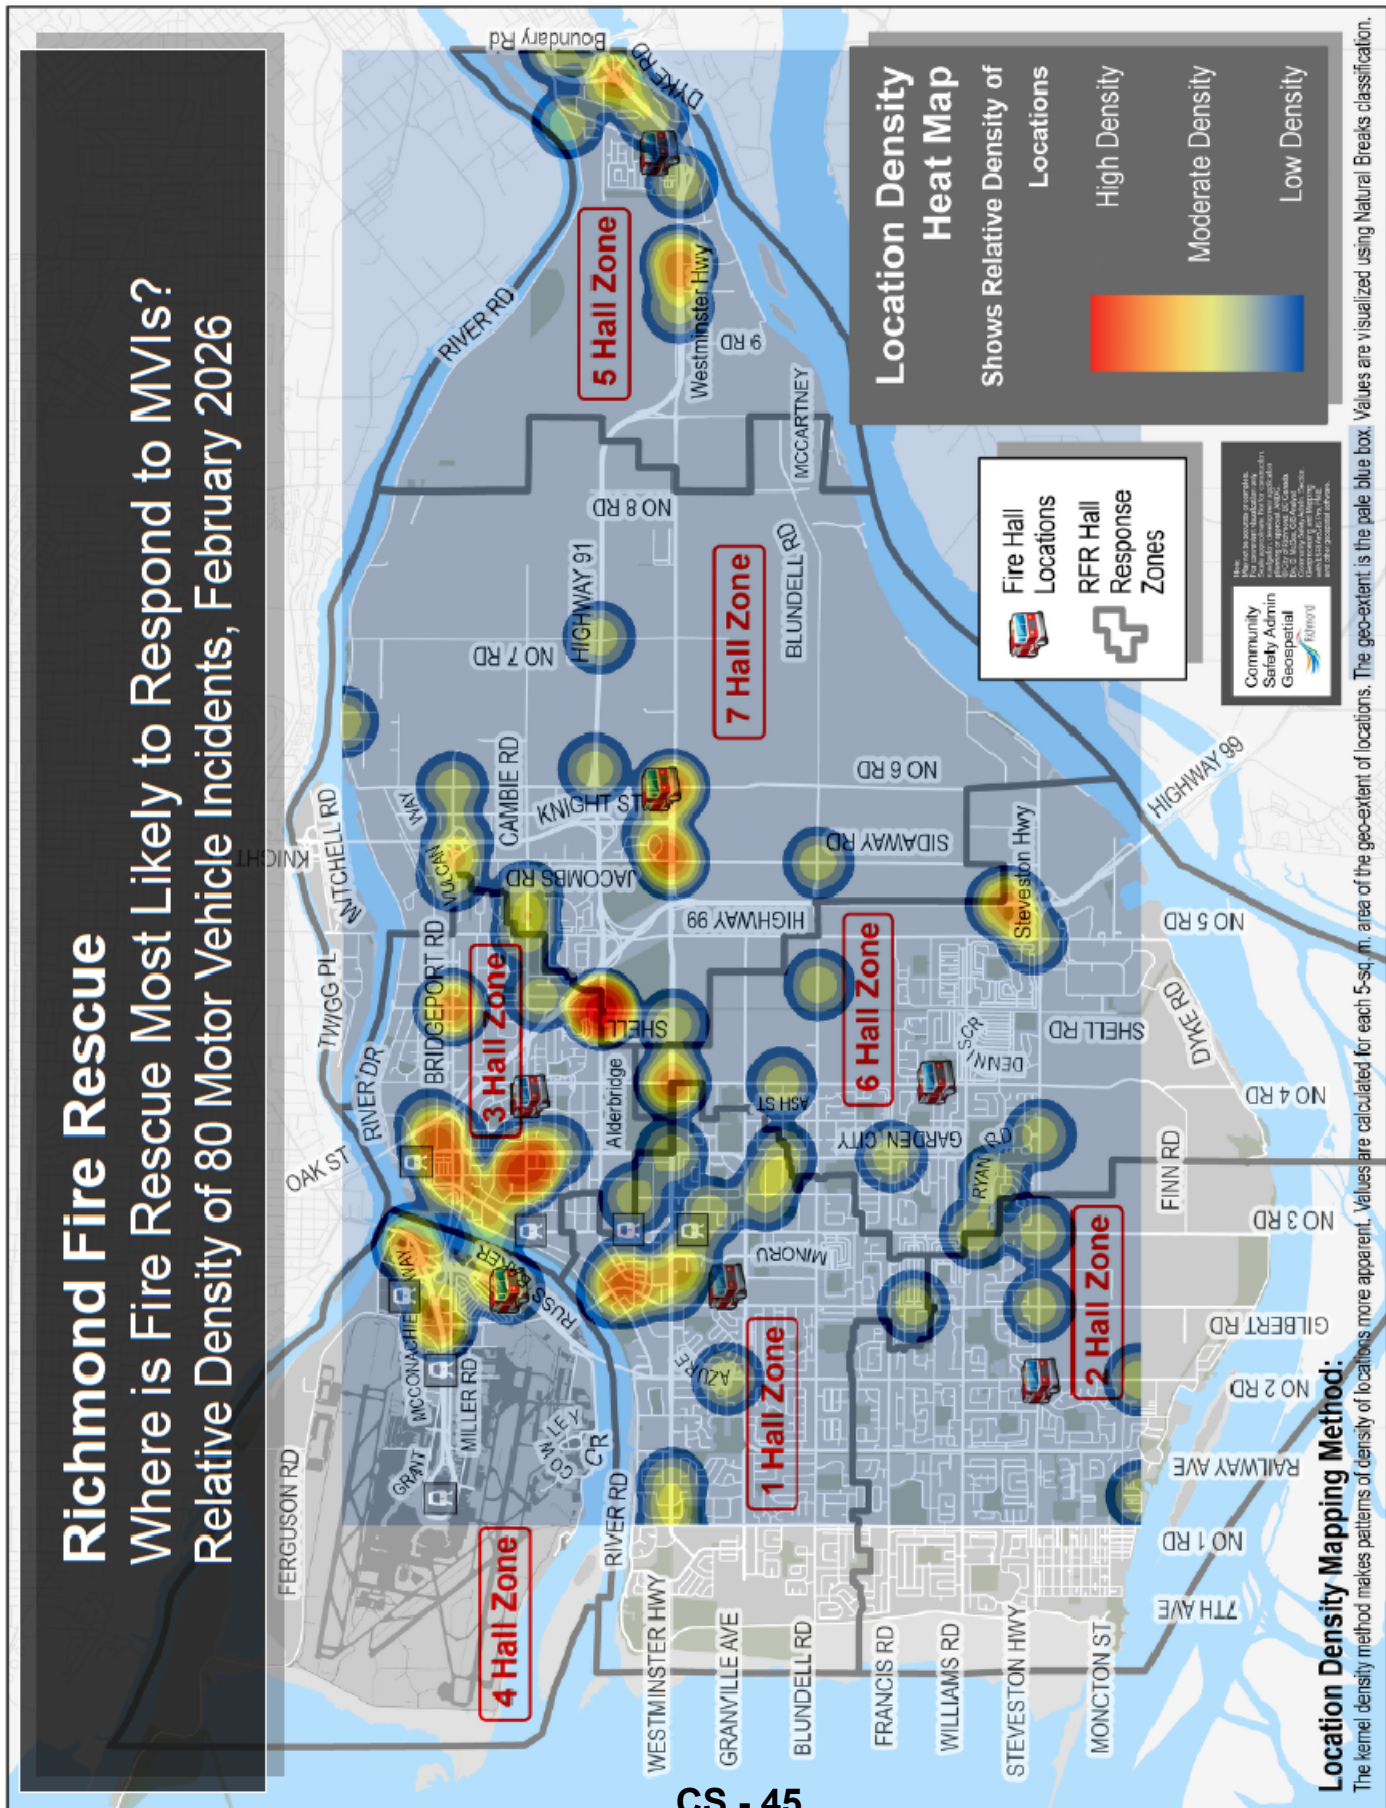 Richmond Fire Rescue
Where is Fire Rescue Most Likely to Respond to MVIs?
Relative Density of 80 Motor Vehicle Incidents, February 2026
FERGUSON RD
4 Hall Zone
GRANT
MCCONACHIE
WAY
MILLER RD
COWLEY
CR
RUSS BAKER
OAK ST
RIVER DR
TWIGG PL
MITCHELL RD
KNIGHT
BRIDGEPORT RD
3 Hall Zone
VULCAN
WAY
CAMBIE RD
JACOBS RD
KNIGHT ST
NO 7 RD
HIGHWAY 91
NO 8 RD
RIVER RD
5 Hall Zone
Boundary Rd
DYKE RD
Westminster Hwy
9 RD
MCCARTNEY
BLUNDELL RD
7 Hall Zone
NO 6 RD
SIDAWAY RD
HIGHWAY 99
SHELL
Alderbridge
ASH ST
6 Hall Zone
Steveston Hwy
HIGHWAY 99
NO 5 RD
SHELL RD
DYKE RD
DENNIS CR
GARDEN CITY
RYAN RD
MINORU
AZURE
1 Hall Zone
2 Hall Zone
NO 4 RD
FINN RD
NO 3 RD
GILBERT RD
NO 2 RD
RAILWAY AVE
NO 1 RD
7TH AVE
RIVER RD
WESTMINSTER HWY
GRANVILLE AVE
BLUNDELL RD
FRANCIS RD
WILLIAMS RD
STEVESTON HWY
MONCTON ST
Location Density
Heat Map
Shows Relative Density of
Locations
High Density
Moderate Density
Low Density
Fire Hall
Locations
RFR Hall
Response
Zones
Community
Safety Admin
Geospatial
Richmond
Location Density Mapping Method:
The kernel density method makes patterns of density of locations more apparent. Values are calculated for each 5-sq. m. area of the geo-extent of locations. The geo-extent is the pale blue box. Values are visualized using Natural Breaks classification.
CS - 45